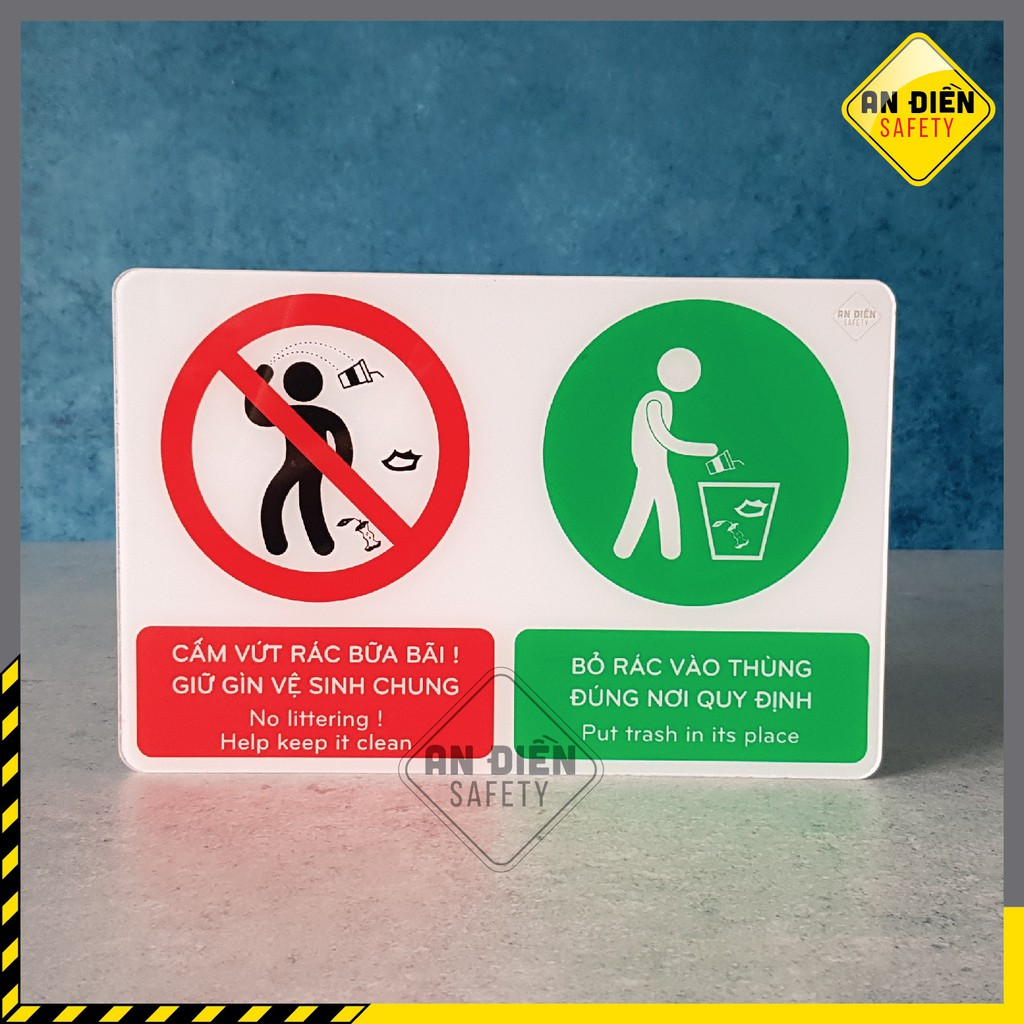 AN ĐIỀN
SAFETY
AN ĐIỀN
SAFETY
CẤM VỨT RÁC BỮA BÃI !
GIỮ GÌN VỆ SINH CHUNG
No littering !
Help keep it clean
BỎ RÁC VÀO THÙNG
ĐÚNG NƠI QUY ĐỊNH
Put trash in its place
AN ĐIỀN
SAFETY